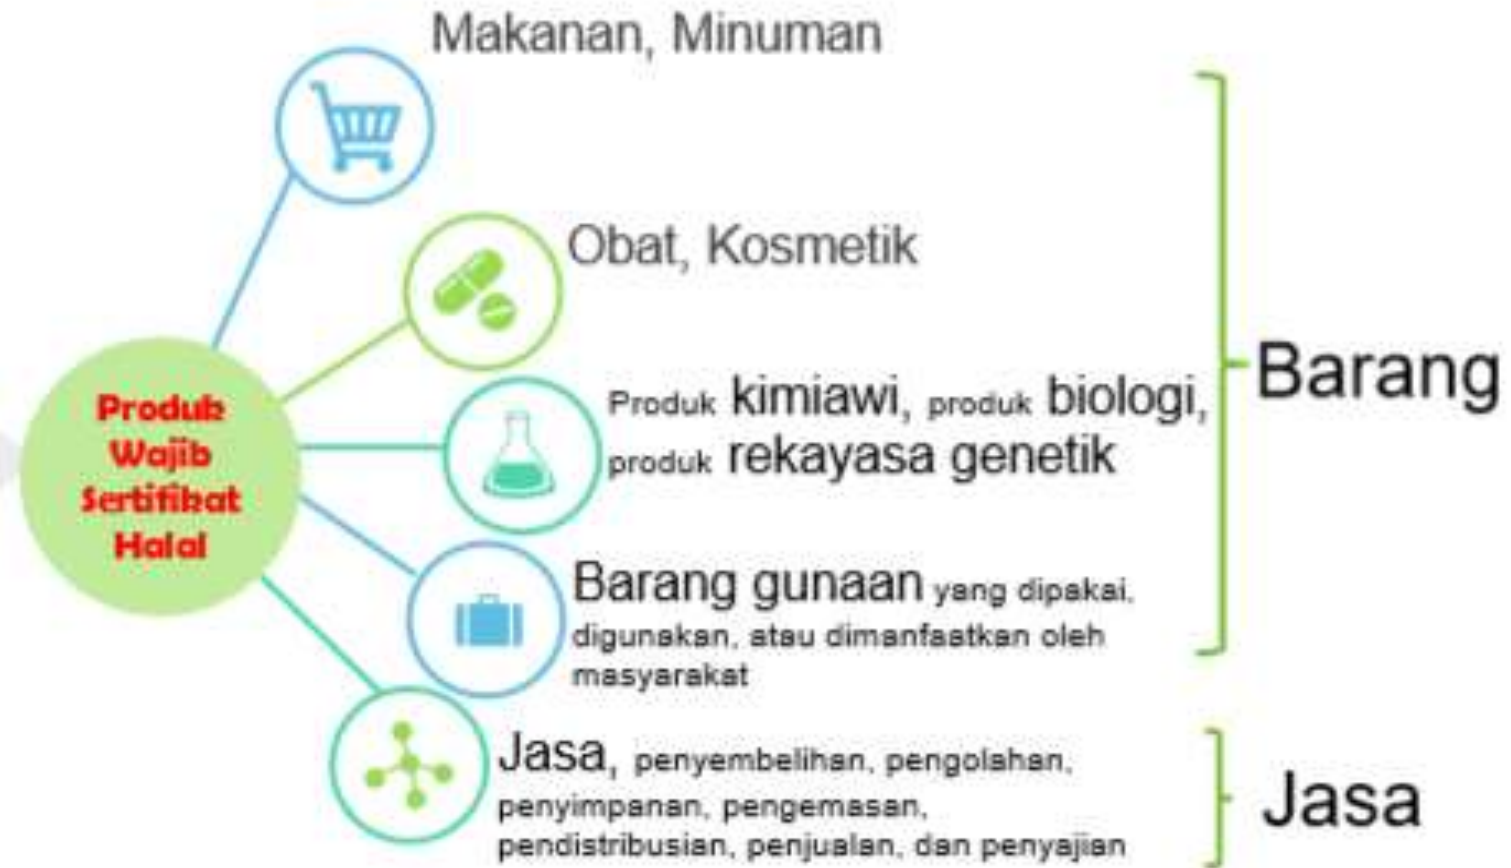 Makanan, Minuman
Obat, Kosmetik
Produk kimiawi, produk biologi,
produk rekayasa genetik
Barang gunaan yang dipakai,
digunakan, atau dimanfaatkan oleh
masyarakat
Jasa, penyembelihan, pengolahan,
penyimpanan, pengemasan,
pendistribusian, penjualan, dan penyajian
Produk
Wajib
Sertifikat
Halal
Barang
Jasa